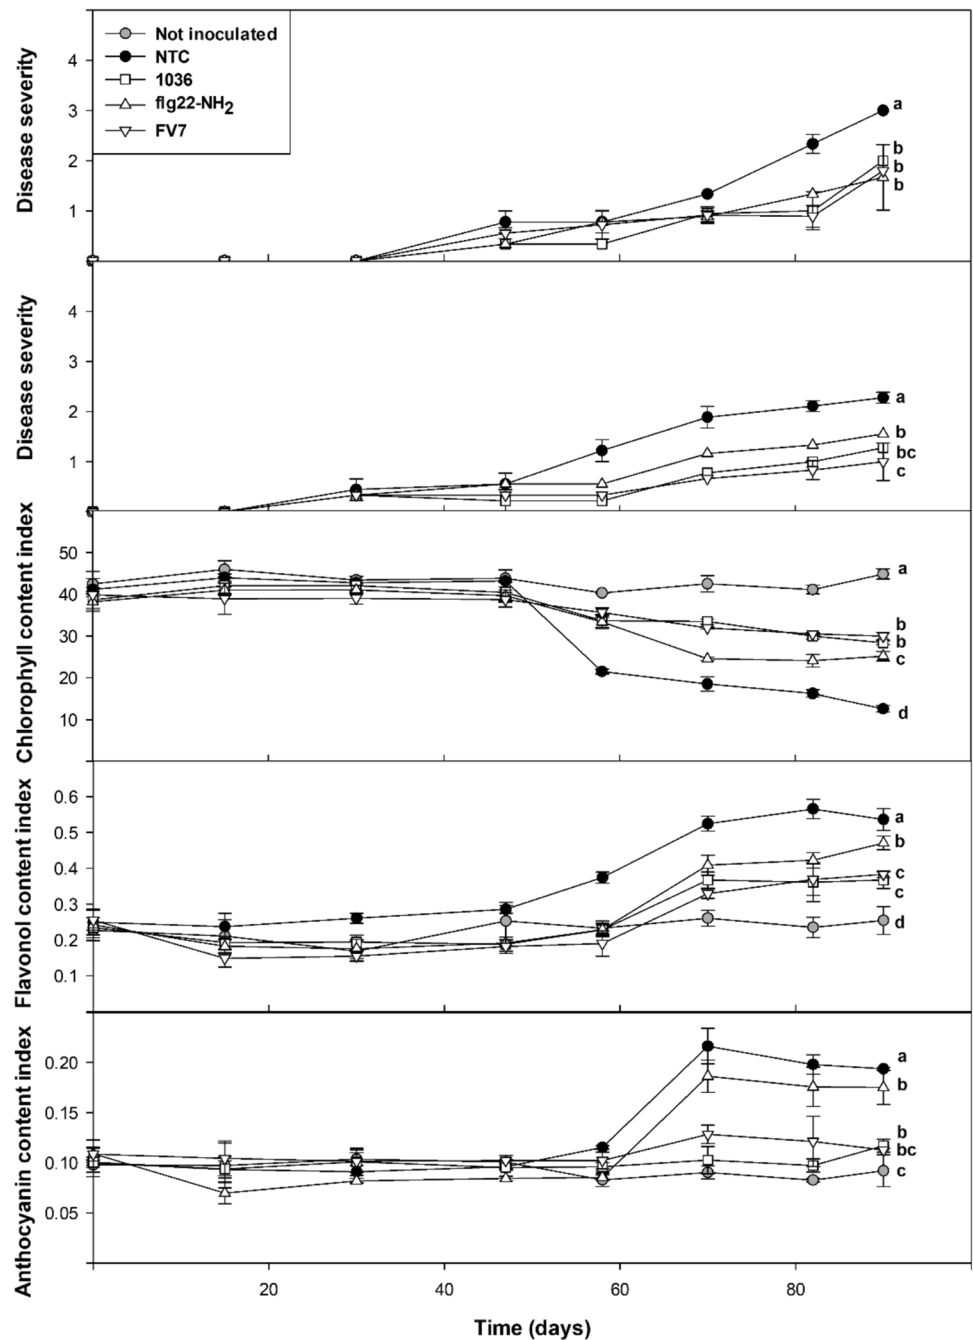 Not inoculated
NTC
1036
flg22-NH2
FV7
Disease severity
4
3
2
1
a
b
b
b
Disease severity
4
3
2
1
a
b
bc
c
Chlorophyll content index
50
40
30
20
10
a
b
b
c
d
Flavonol content index
0.6
0.5
0.4
0.3
0.2
0.1
a
b
c
c
d
Anthocyanin content index
0.20
0.15
0.10
0.05
a
b
b
bc
c
20 40 60 80
Time (days)